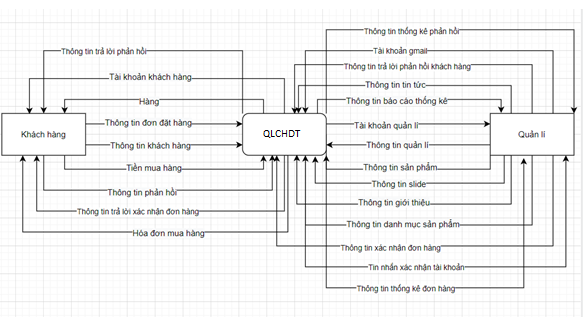 Thông tin thống kê phản hồi
Thông tin trả lời phản hồi
Tài khoản gmail
Thông tin trả lời phản hồi khách hàng
Tài khoản khách hàng
Thông tin tin tức
Hàng
Thông tin báo cáo thống kê
Thông tin đơn đặt hàng
Tài khoản quản lí
Khách hàng
QLCHDT
Quản lí
Thông tin khách hàng
Thông tin quản lí
Tiền mua hàng
Thông tin sản phẩm
Thông tin slide
Thông tin phản hồi
Thông tin giới thiệu
Thông tin trả lời xác nhận đơn hàng
Thông tin danh mục sản phẩm
Hóa đơn mua hàng
Thông tin xác nhận đơn hàng
Tin nhắn xác nhận tài khoản
Thông tin thống kê đơn hàng